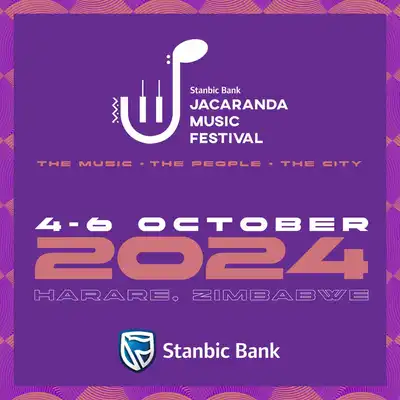 Stanbic Bank
JACARANDA
MUSIC
FESTIVAL
THE MUSIC • THE PEOPLE • THE CITY
4-6 OCTOBER
2024
HARARE, ZIMBABWE
Stanbic Bank